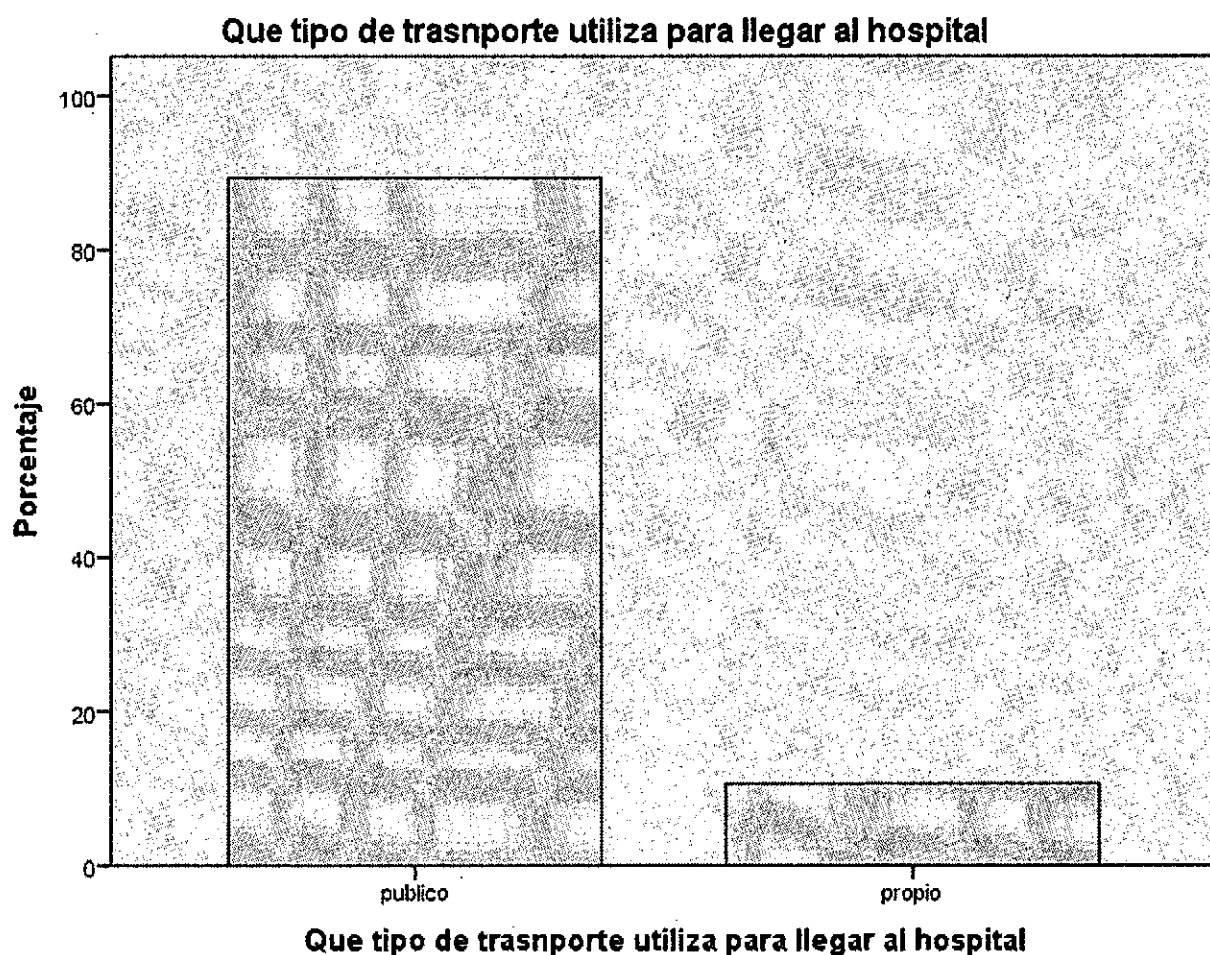 Que tipo de trasnporte utiliza para llegar al hospital
100
80
60
40
20
0
Porcentaje
publico
propio
Que tipo de trasnporte utiliza para llegar al hospital